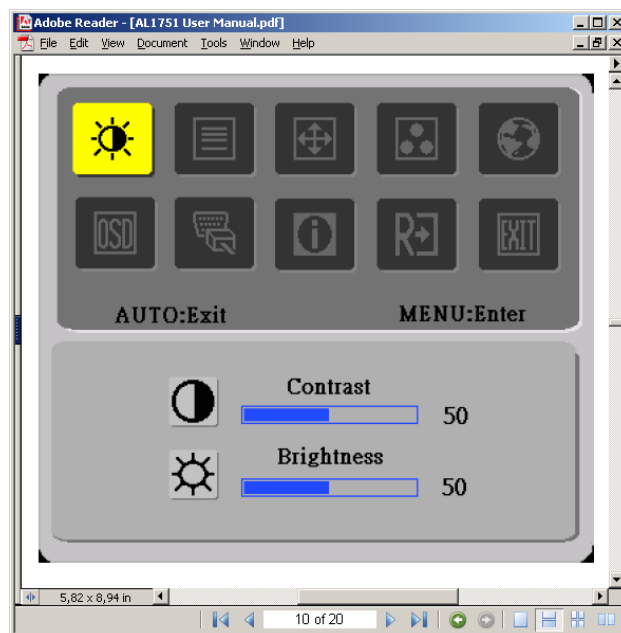 Adobe Reader - [AL1751 User Manual.pdf]
File Edit View Document Tools Window Help
OSD R EXIT
AUTO:Exit MENU:Enter
Contrast
50
Brightness
50
5,82 x 8,94 in
10 of 20